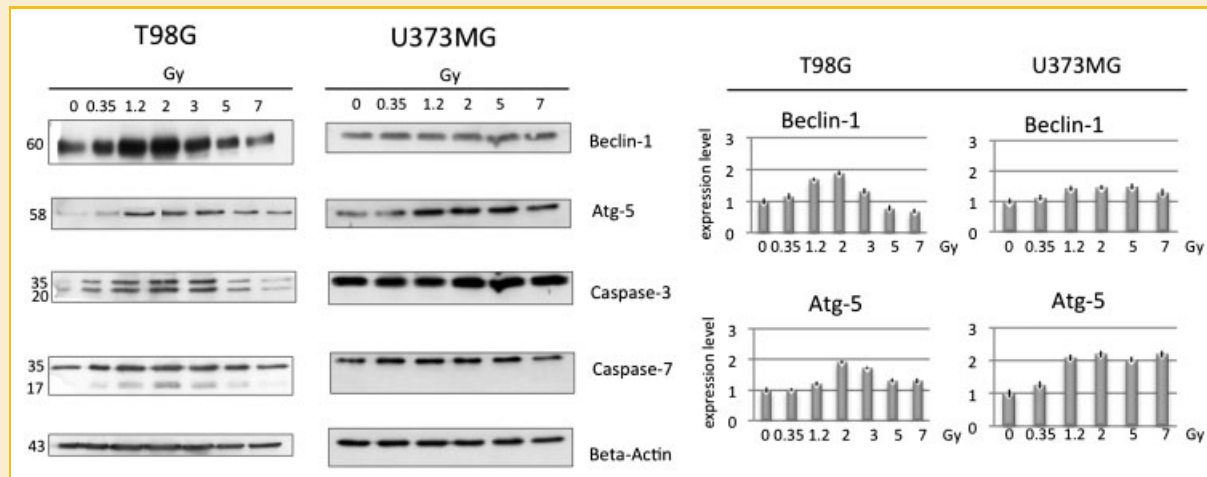 T98G
Gy
0 0.35 1.2 2 3 5 7
60
58
35
20
35
17
43
U373MG
Gy
0 0.35 1.2 2 5 7
Beclin-1
Atg-5
Caspase-3
Caspase-7
Beta-Actin
T98G
U373MG
Beclin-1
expression level
3
2
1
0
0 0.35 1.2 2 3 5 7 Gy
Beclin-1
3
2
1
0
0 0.35 1.2 2 5 7 Gy
Atg-5
expression level
3
2
1
0
0 0.35 1.2 2 3 5 7 Gy
Atg-5
3
2
1
0
0 0.35 1.2 2 5 7 Gy